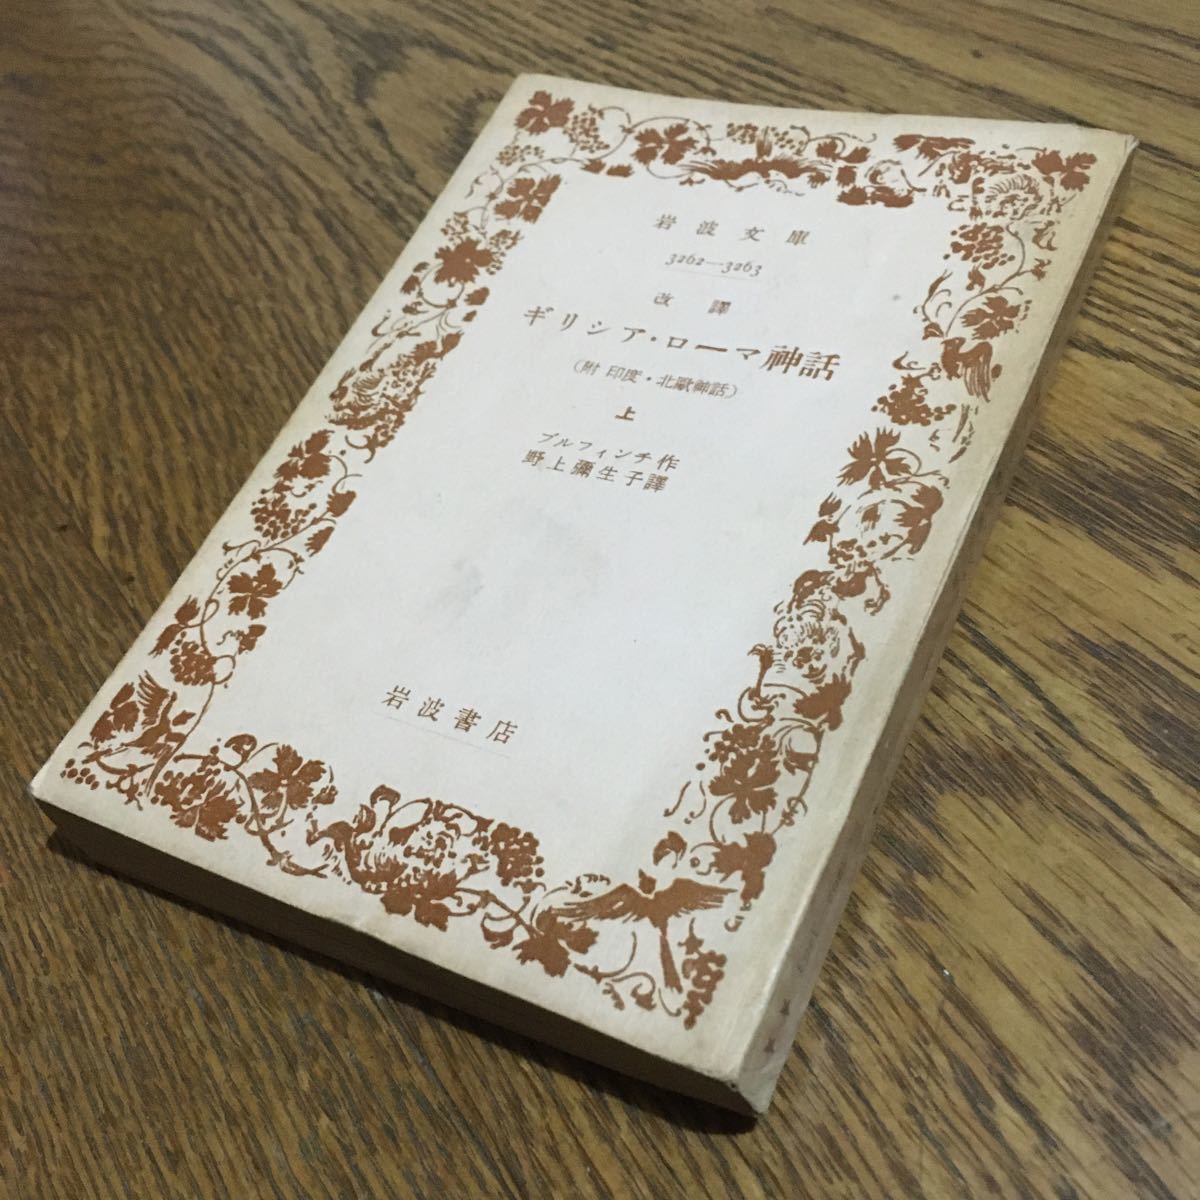 岩波文庫
3262—3263
改譯
ギリシア・ローマ神話
(附 印度・北歐神話)
上
ブルフィンチ作
野上彌生子譯
岩波書店